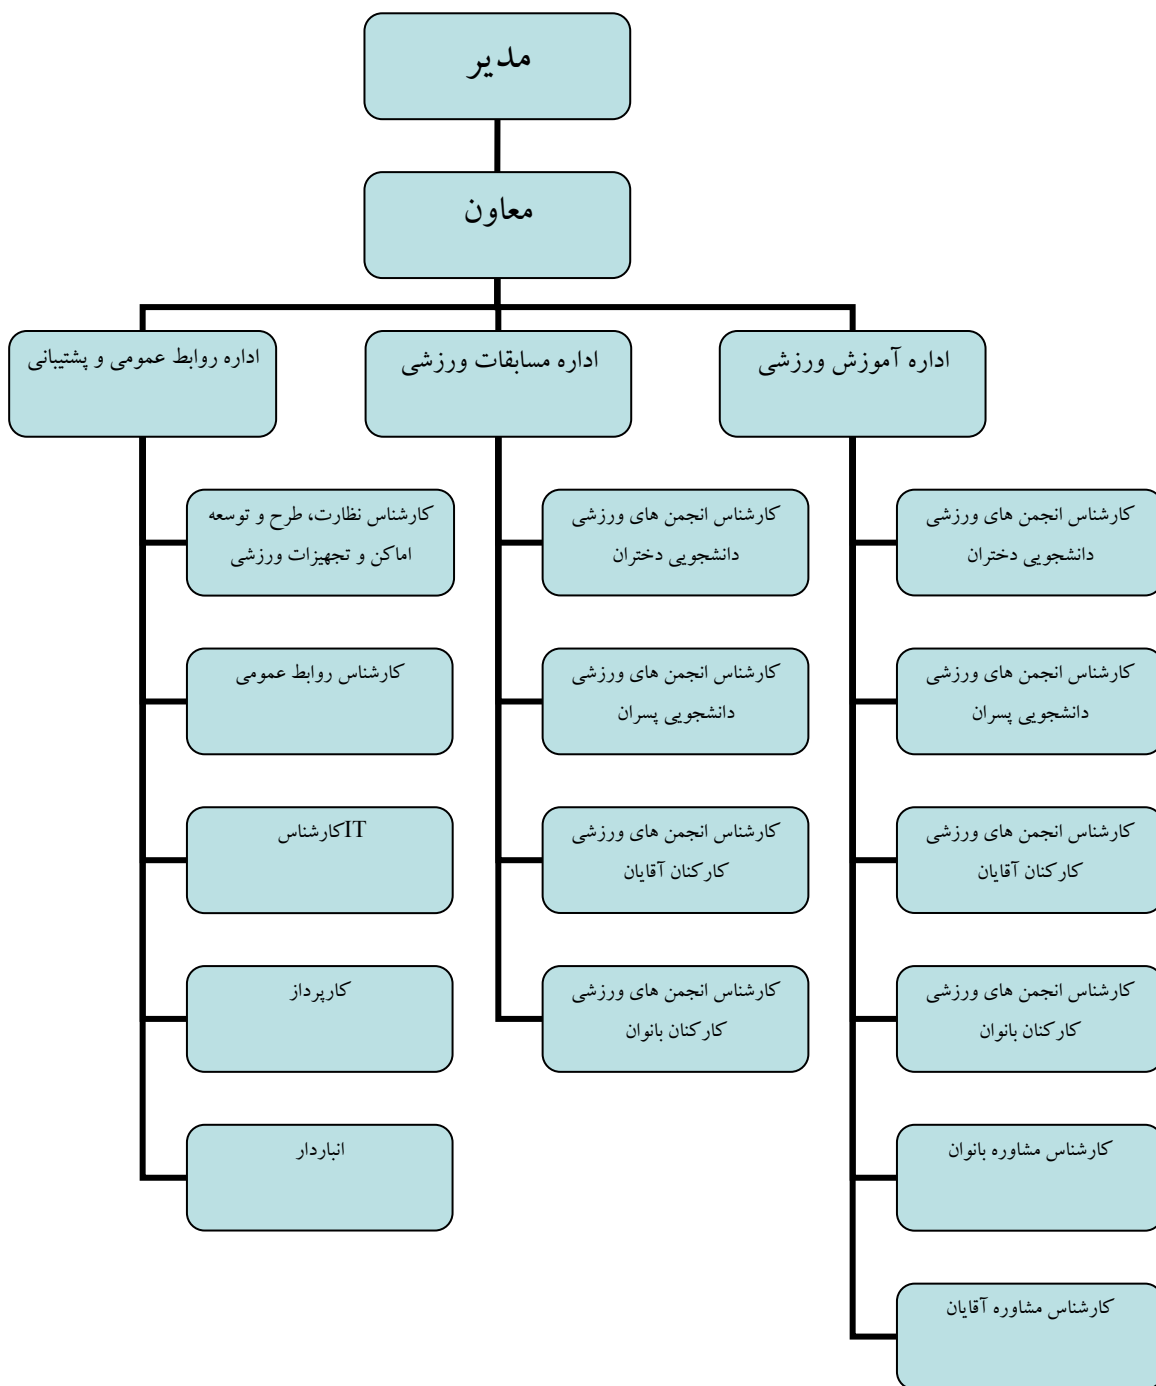 مدیر
معاون
اداره آموزش ورزشی
اداره مسابقات ورزشی
اداره روابط عمومی و پشتیبانی
کارشناس انجمن های ورزشی
دانشجویی دختران
کارشناس انجمن های ورزشی
دانشجویی پسران
کارشناس انجمن های ورزشی
کارکنان آقایان
کارشناس انجمن های ورزشی
کارکنان بانوان
کارشناس مشاوره بانوان
کارشناس مشاوره آقایان
کارشناس انجمن های ورزشی
دانشجویی دختران
کارشناس انجمن های ورزشی
دانشجویی پسران
کارشناس انجمن های ورزشی
کارکنان آقایان
کارشناس انجمن های ورزشی
کارکنان بانوان
کارشناس نظارت، طرح و توسعه
اماکن و تجهیزات ورزشی
کارشناس روابط عمومی
کارشناسIT
کارپرداز
انباردار